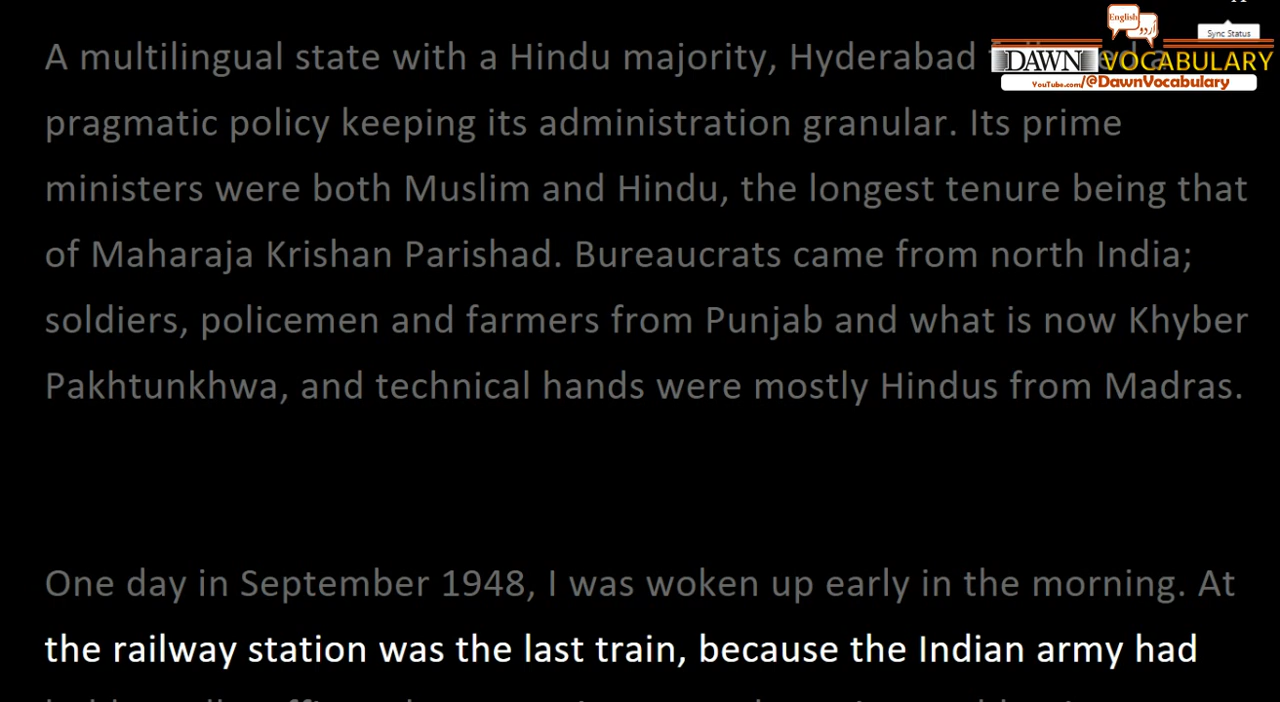 English اردو
Sync Status
DAWN VOCABULARY
YouTube.com/@DawnVocabulary
A multilingual state with a Hindu majority, Hyderabad
pragmatic policy keeping its administration granular. Its prime
ministers were both Muslim and Hindu, the longest tenure being that
of Maharaja Krishan Parishad. Bureaucrats came from north India;
soldiers, policemen and farmers from Punjab and what is now Khyber
Pakhtunkhwa, and technical hands were mostly Hindus from Madras.
One day in September 1948, I was woken up early in the morning. At
the railway station was the last train, because the Indian army had